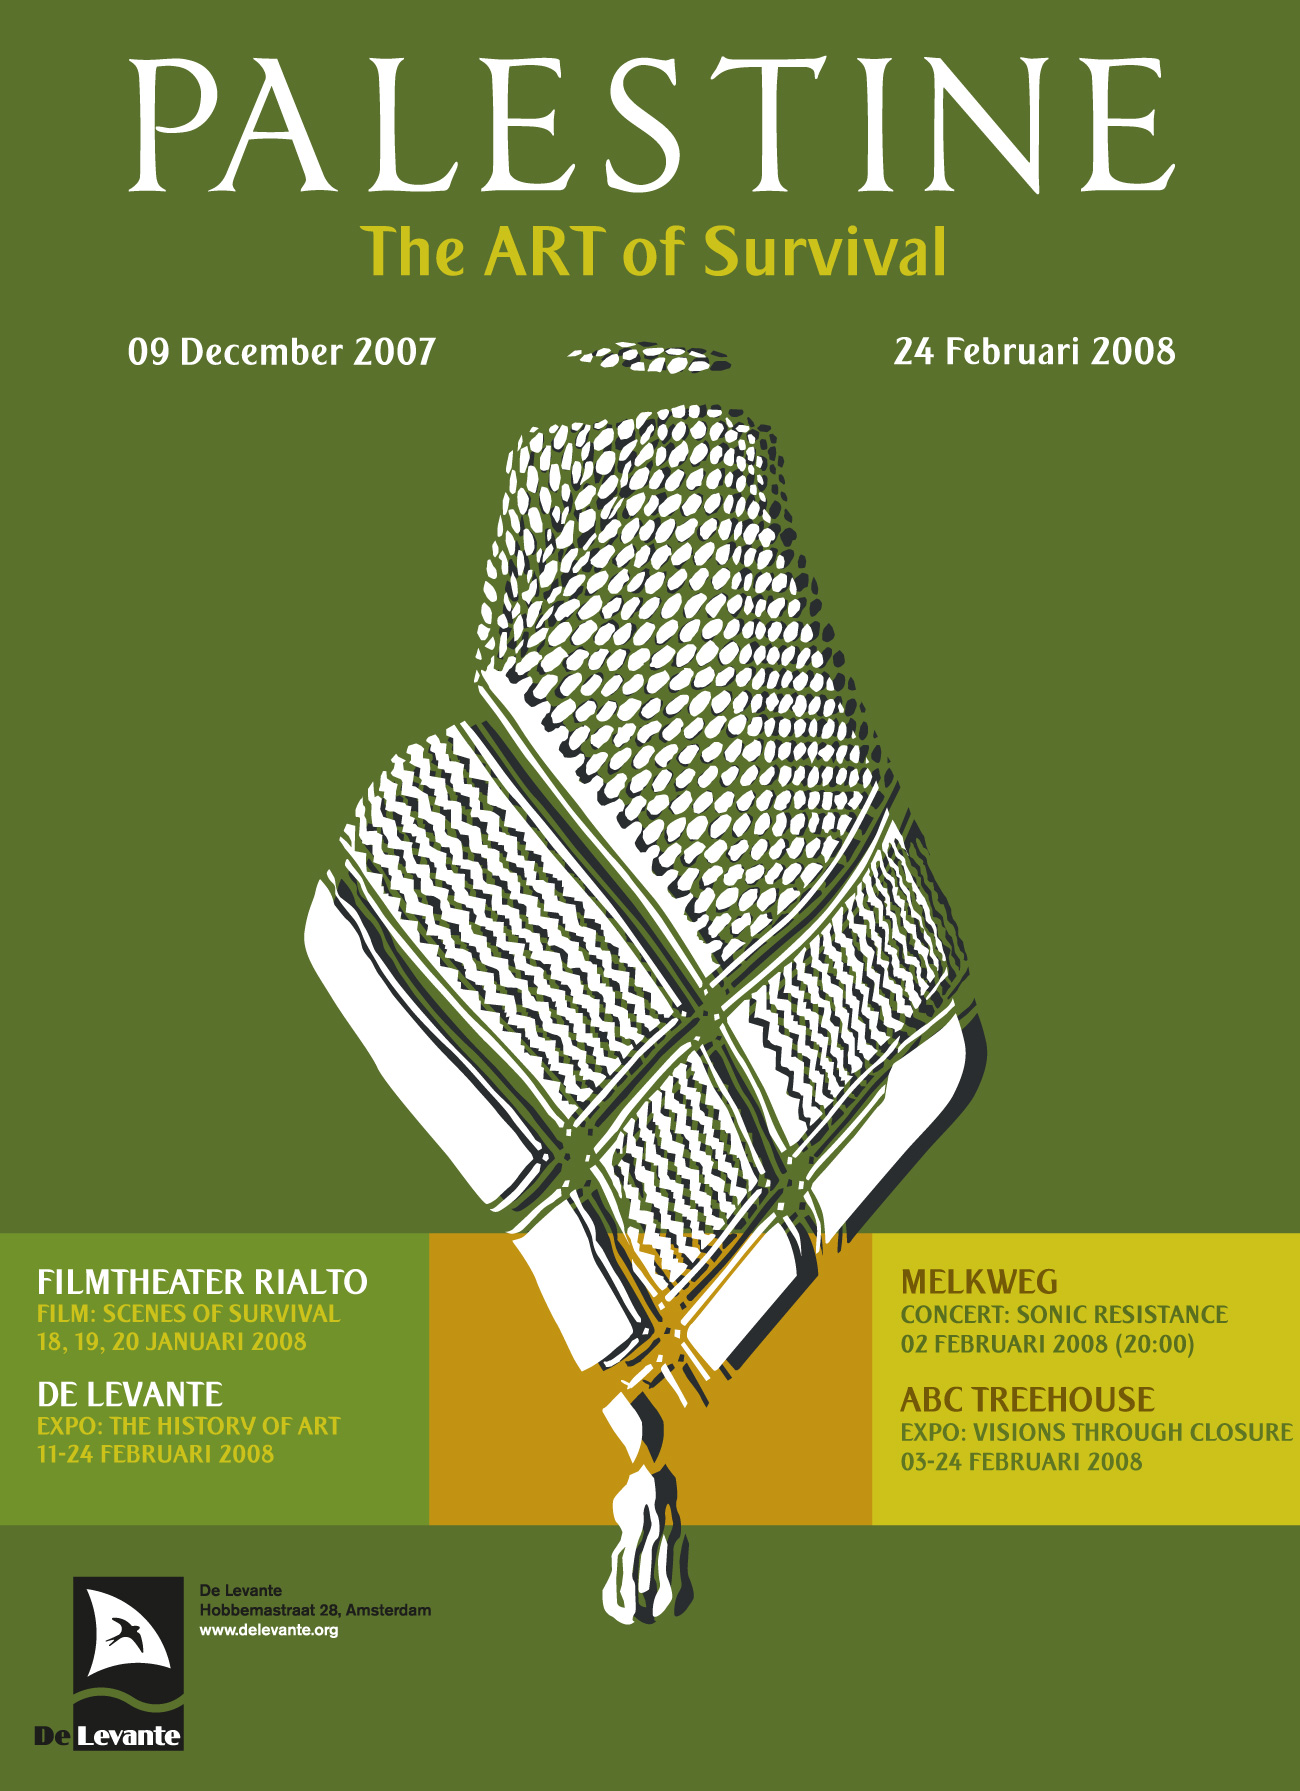 PALESTINE
The ART of Survival
09 December 2007
24 Februari 2008
FILMTHEATER RIALTO
FILM: SCENES OF SURVIVAL
18, 19, 20 JANUARI 2008
DE LEVANTE
EXPO: THE HISTORY OF ART
11-24 FEBRUARI 2008
MELKWEG
CONCERT: SONIC RESISTANCE
02 FEBRUARI 2008 (20:00)
ABC TREEHOUSE
EXPO: VISIONS THROUGH CLOSURE
03-24 FEBRUARI 2008
De Levante
Hobbemastraat 28, Amsterdam
www.delevante.org
De Levante